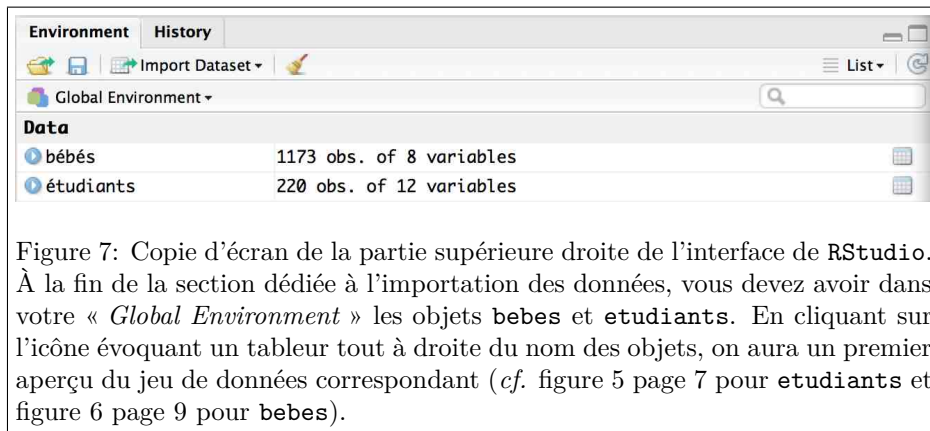 Environment History
Import Dataset List
Global Environment
Data
bébés 1173 obs. of 8 variables
étudiants 220 obs. of 12 variables
Figure 7: Copie d'écran de la partie supérieure droite de l'interface de RStudio.
À la fin de la section dédiée à l'importation des données, vous devez avoir dans
votre « Global Environment » les objets bebes et etudiants. En cliquant sur
l'icône évoquant un tableur tout à droite du nom des objets, on aura un premier
aperçu du jeu de données correspondant (cf. figure 5 page 7 pour etudiants et
figure 6 page 9 pour bebes).